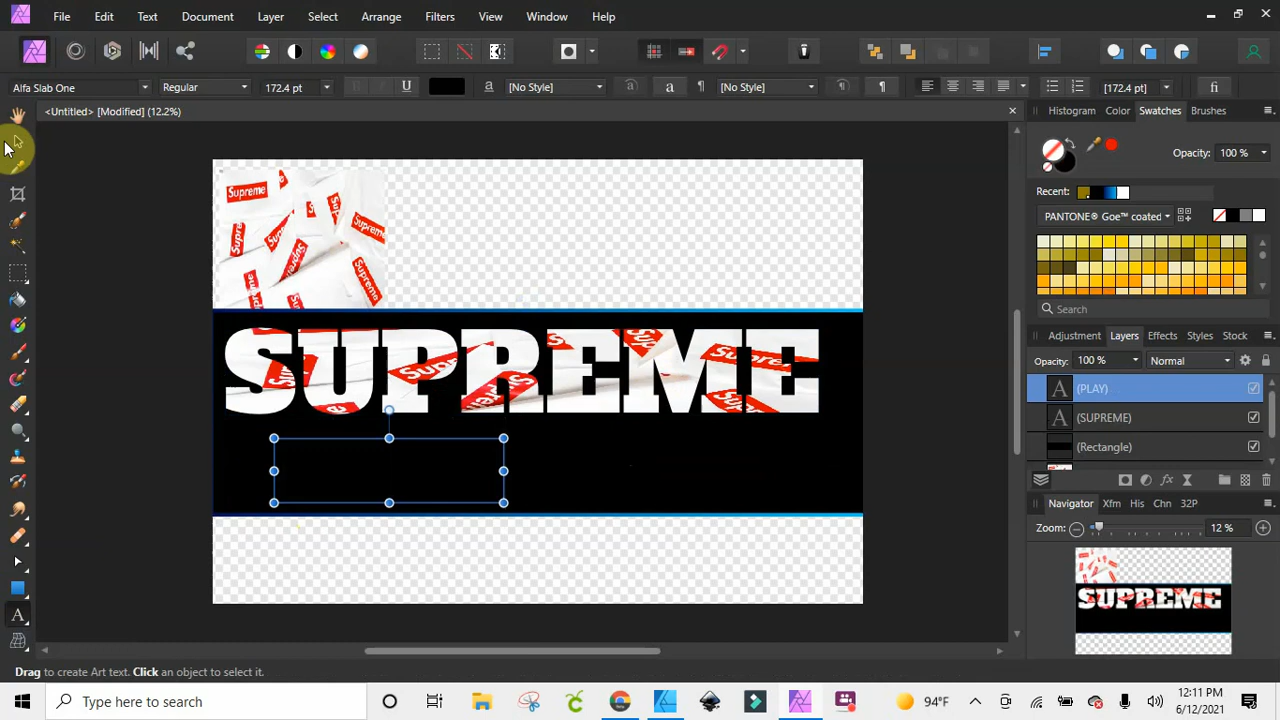 File Edit Text Document Layer Select Arrange Filters View Window Help
Alfa Slab One Regular 172.4 pt B I U a [No Style] a a ¶ [No Style] ¶ [172.4 pt] fi
<Untitled> [Modified] (12.2%)
Histogram Color Swatches Brushes
Opacity: 100 %
Recent:
PANTONE® Goe™ coated
Search
Adjustment Layers Effects Styles Stock
Opacity: 100 % Normal
A (PLAY)
A (SUPREME)
(Rectangle)
Navigator Xfm His Chn 32P
Zoom: 12 %
Supreme
SUPREME
SUPREME
Drag to create Art text. Click an object to select it.
Type here to search
94°F
12:11 PM
6/12/2021